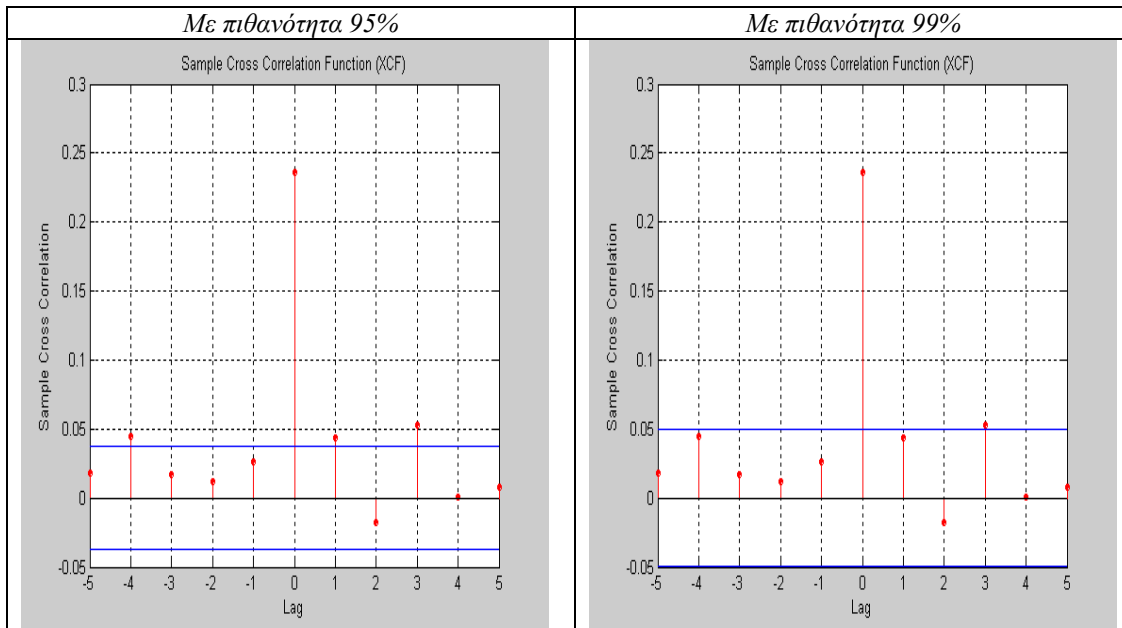 Με πιθανότητα 95%
Με πιθανότητα 99%
Sample Cross Correlation Function (XCF)
0.3
0.25
0.2
0.15
0.1
0.05
0
-0.05
Sample Cross Correlation
-5 -4 -3 -2 -1 0 1 2 3 4 5
Lag
Sample Cross Correlation Function (XCF)
0.3
0.25
0.2
0.15
0.1
0.05
0
-0.05
Sample Cross Correlation
-5 -4 -3 -2 -1 0 1 2 3 4 5
Lag